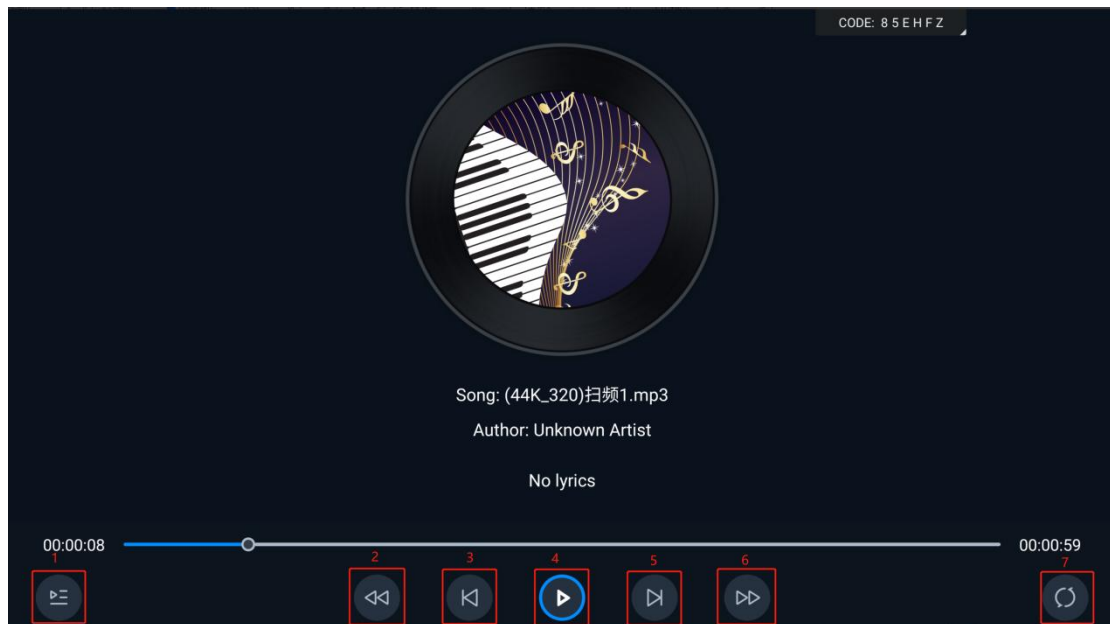 CODE: 8 5 E H F Z
Song: (44K_320)扫频1.mp3
Author: Unknown Artist
No lyrics
00:00:08
00:00:59
1
2
3
4
5
6
7